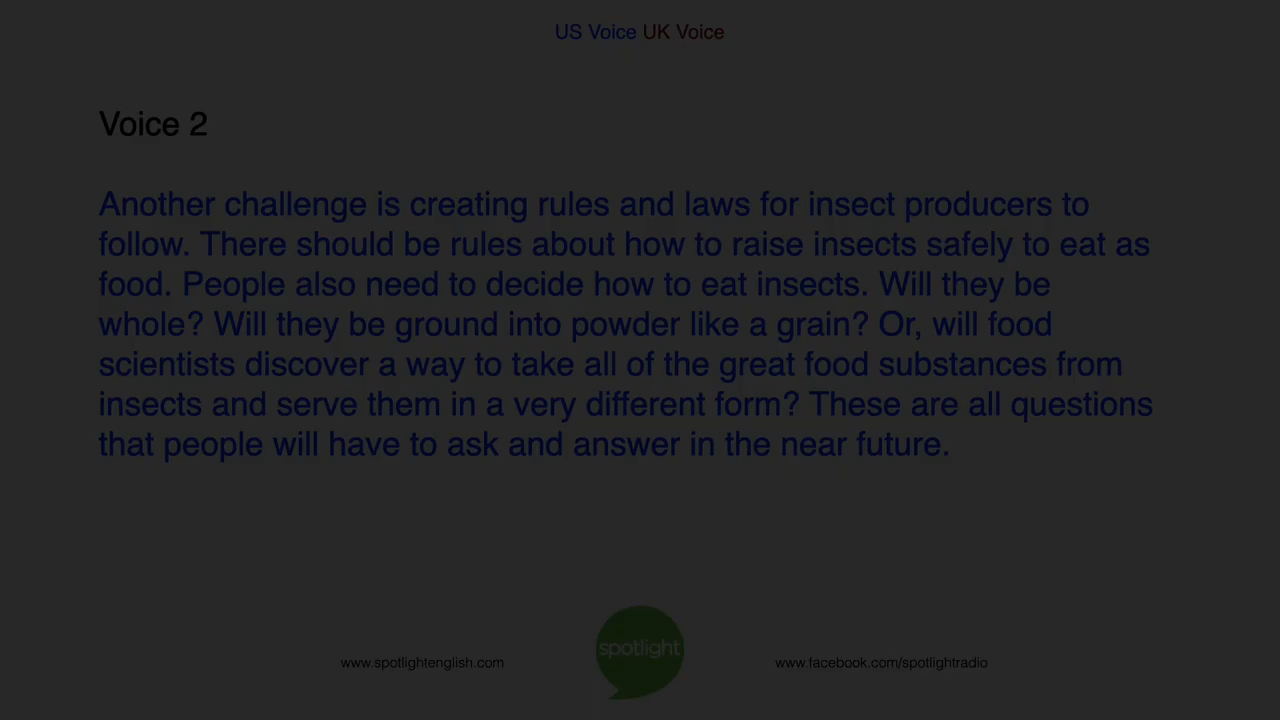 US Voice UK Voice
Voice 2
Another challenge is creating rules and laws for insect producers to
follow. There should be rules about how to raise insects safely to eat as
food. People also need to decide how to eat insects. Will they be
whole? Will they be ground into powder like a grain? Or, will food
scientists discover a way to take all of the great food substances from
insects and serve them in a very different form? These are all questions
that people will have to ask and answer in the near future.
spotlight
www.spotlightenglish.com
www.facebook.com/spotlightradio